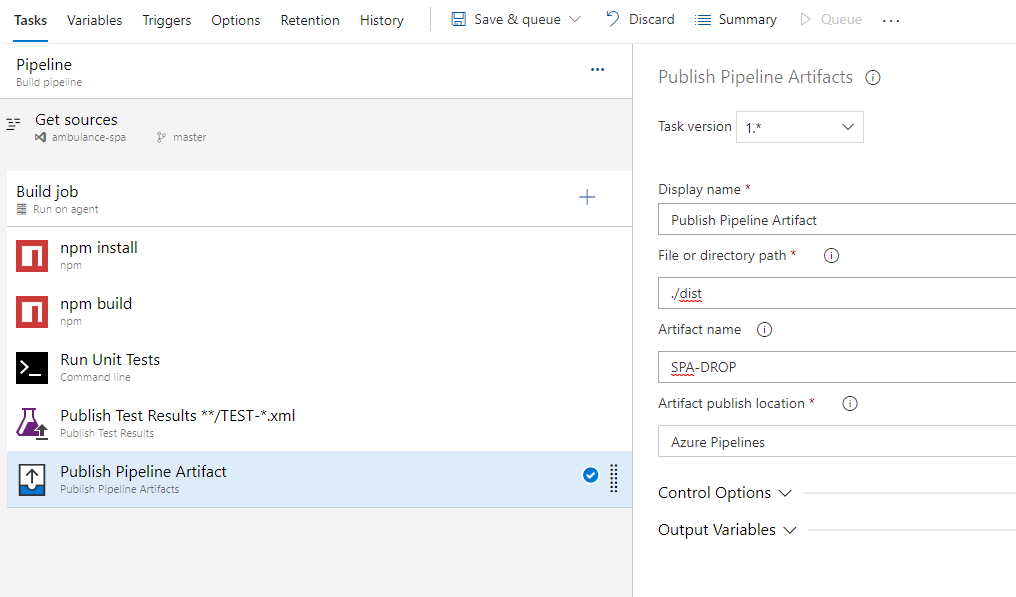 Tasks Variables Triggers Options Retention History Save & queue Discard Summary Queue ...
Pipeline
Build pipeline
Get sources
ambulance-spa master
Build job
Run on agent
npm install
npm
npm build
npm
Run Unit Tests
Command line
Publish Test Results **/TEST-*.xml
Publish Test Results
Publish Pipeline Artifact
Publish Pipeline Artifacts
Publish Pipeline Artifacts
Task version 1.*
Display name *
Publish Pipeline Artifact
File or directory path *
./dist
Artifact name
SPA-DROP
Artifact publish location *
Azure Pipelines
Control Options
Output Variables